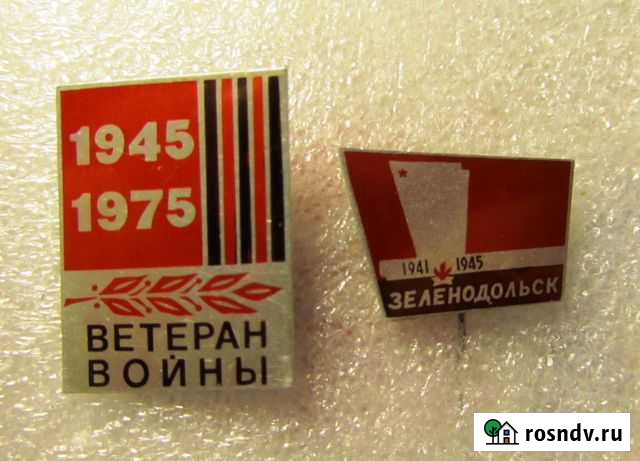 1945
1975
ВЕТЕРАН
ВОЙНЫ
1941 1945
ЗЕЛЕНОДОЛЬСК
rosndv.ru